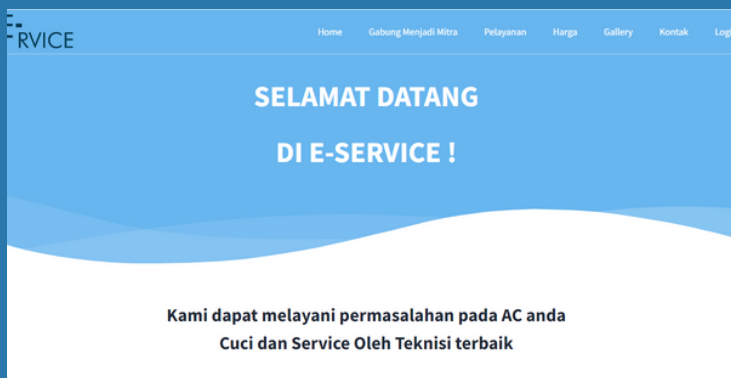 RVICE
Home Gabung Menjadi Mitra Pelayanan Harga Gallery Kontak
SELAMAT DATANG
DI E-SERVICE !
Kami dapat melayani permasalahan pada AC anda
Cuci dan Service Oleh Teknisi terbaik